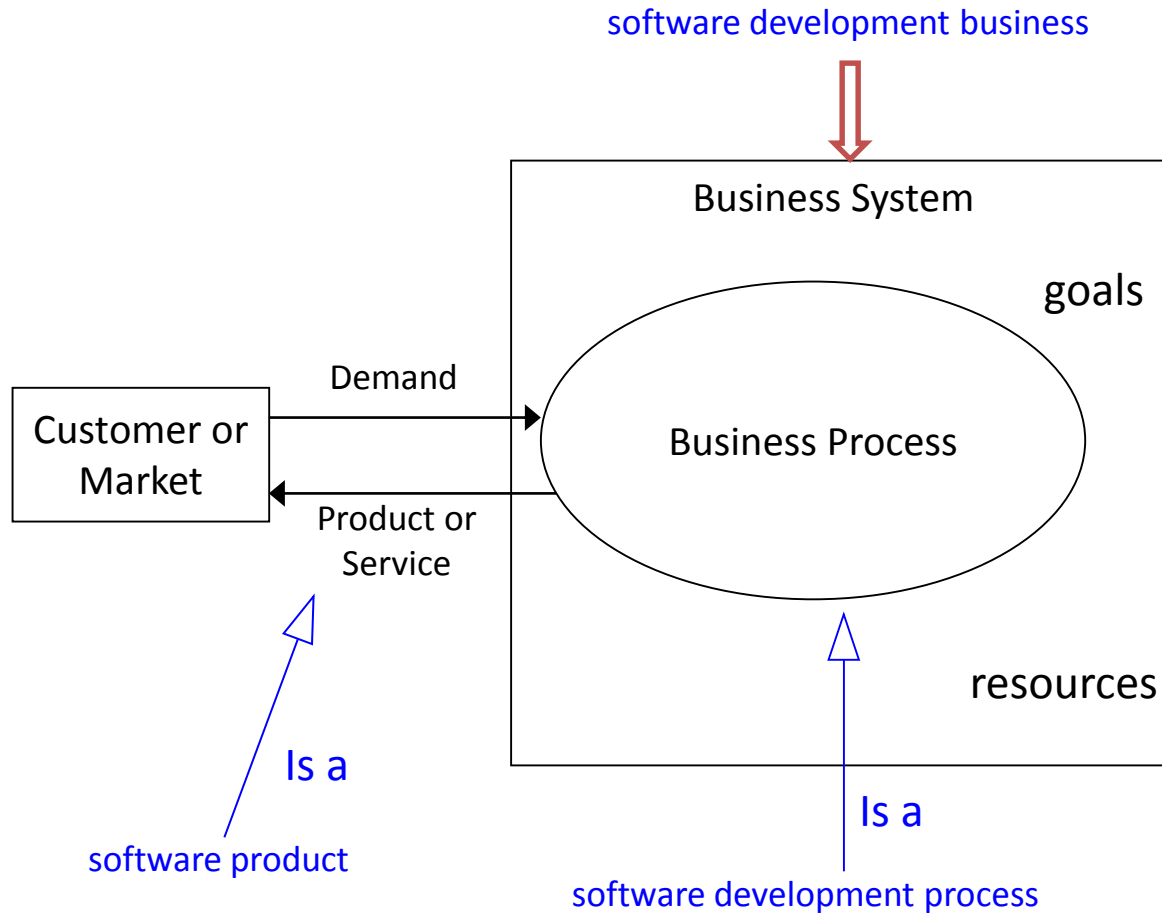 software development business
Business System
goals
Demand
Customer or
Market
Business Process
Product or
Service
resources
Is a
Is a
software product
software development process